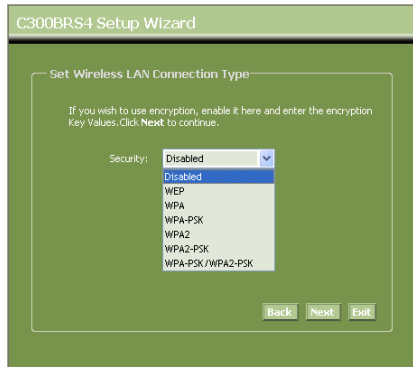 C300BRS4 Setup Wizard
Set Wireless LAN Connection Type
If you wish to use encryption, enable it here and enter the encryption
Key Values.Click Next to continue.
Security: Disabled
Disabled
WEP
WPA
WPA-PSK
WPA2
WPA2-PSK
WPA-PSK/WPA2-PSK
Back Next Exit